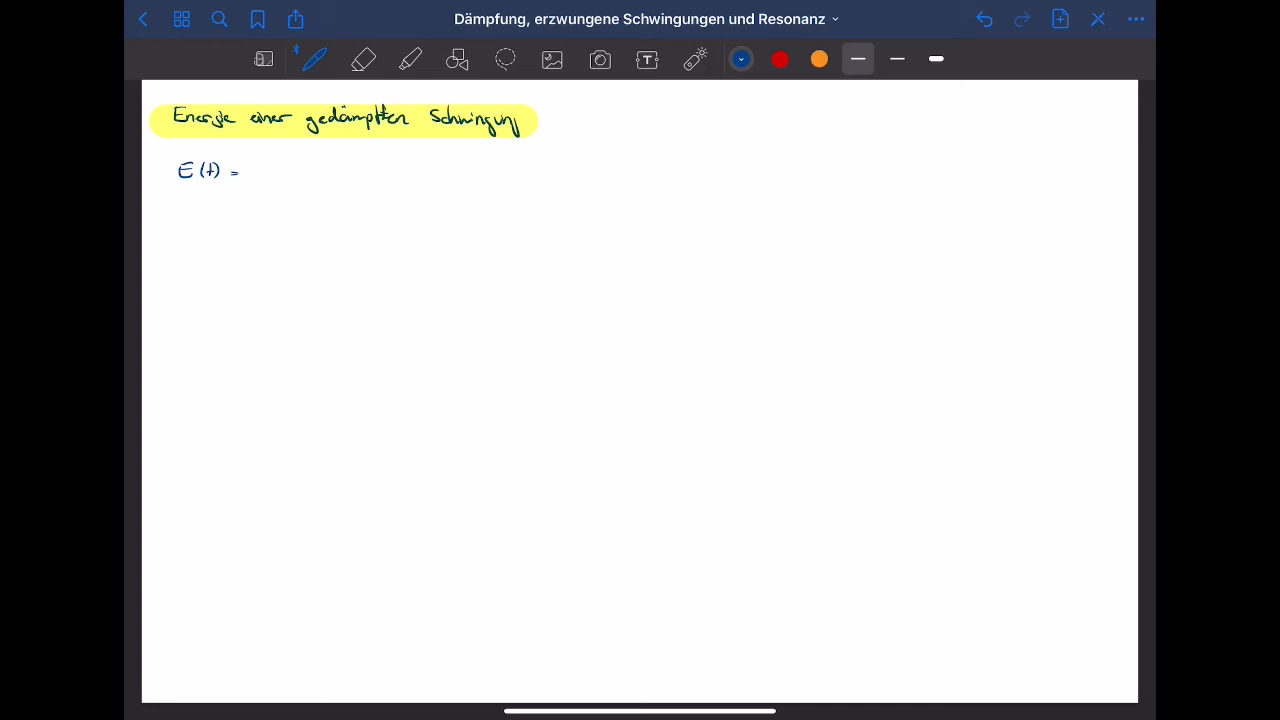 Dämpfung, erzwungene Schwingungen und Resonanz
T
Energie einer gedämpften Schwingung
E(t) =